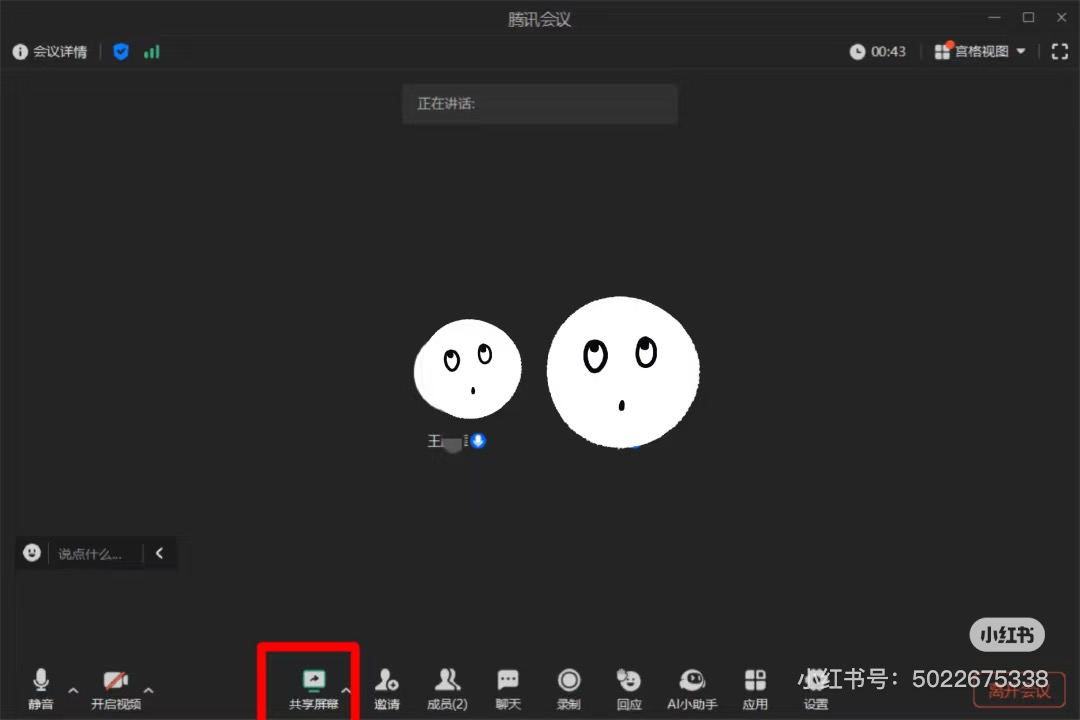 腾讯会议
会议详情
00:43
宫格视图
正在讲话:
王
说点什么...
小红书
小红书号：5022675338
静音
开启视频
共享屏幕
邀请
成员(2)
聊天
录制
回应
AI小助手
应用
设置
离开会议